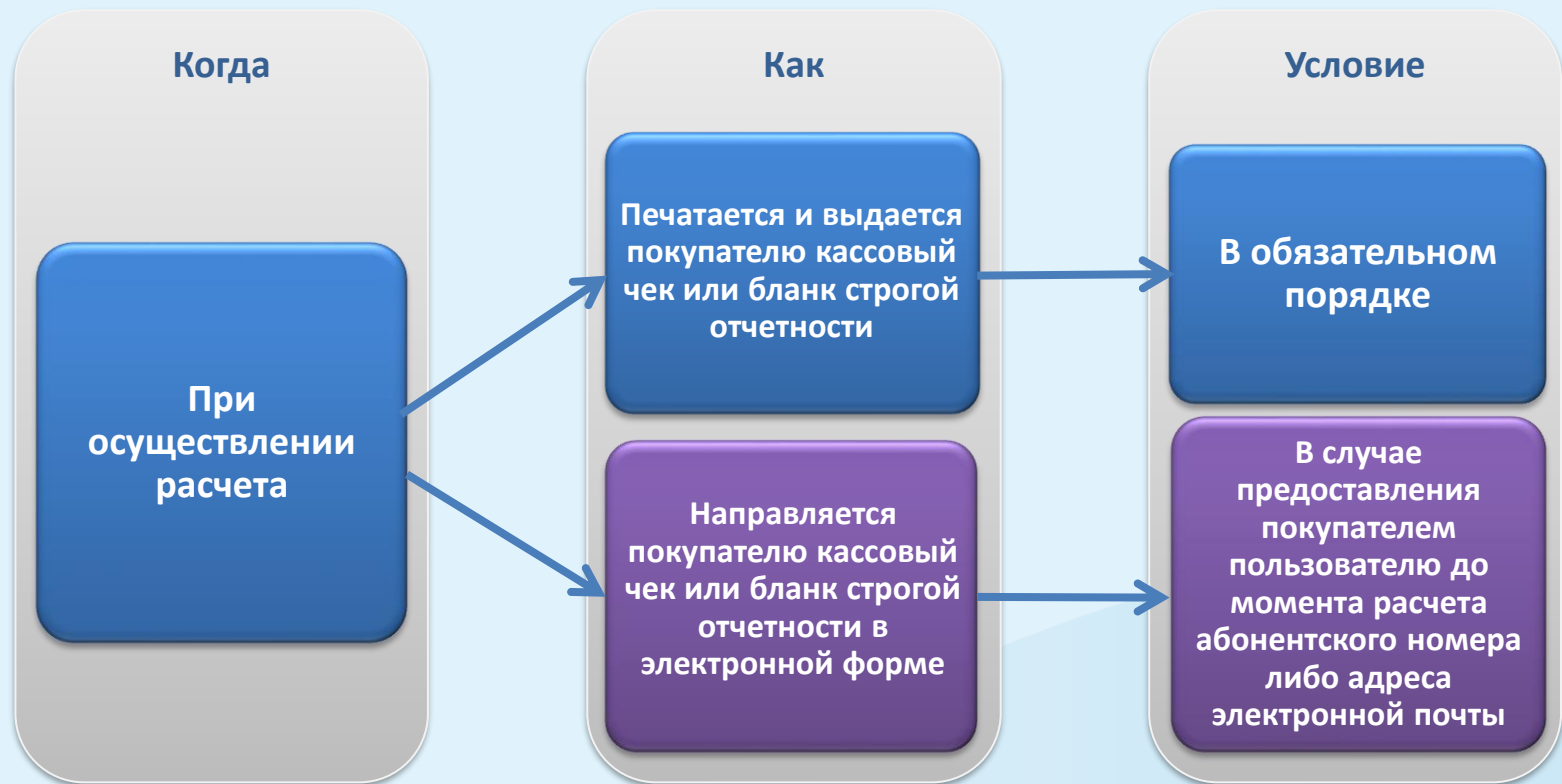 Когда
При
осуществлении
расчета
Как
Печатается и выдается
покупателю кассовый
чек или бланк строгой
отчетности
Направляется
покупателю кассовый
чек или бланк строгой
отчетности в
электронной форме
Условие
В обязательном
порядке
В случае
предоставления
покупателем
пользователю до
момента расчета
абонентского номера
либо адреса
электронной почты